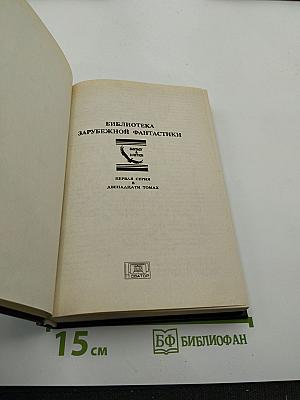 БИБЛИОТЕКА
ЗАРУБЕЖНОЙ ФАНТАСТИКИ
ПЕРВАЯ СЕРИЯ
В
ДВЕНАДЦАТИ ТОМАХ
15 см
БФ БИБЛИОФАН